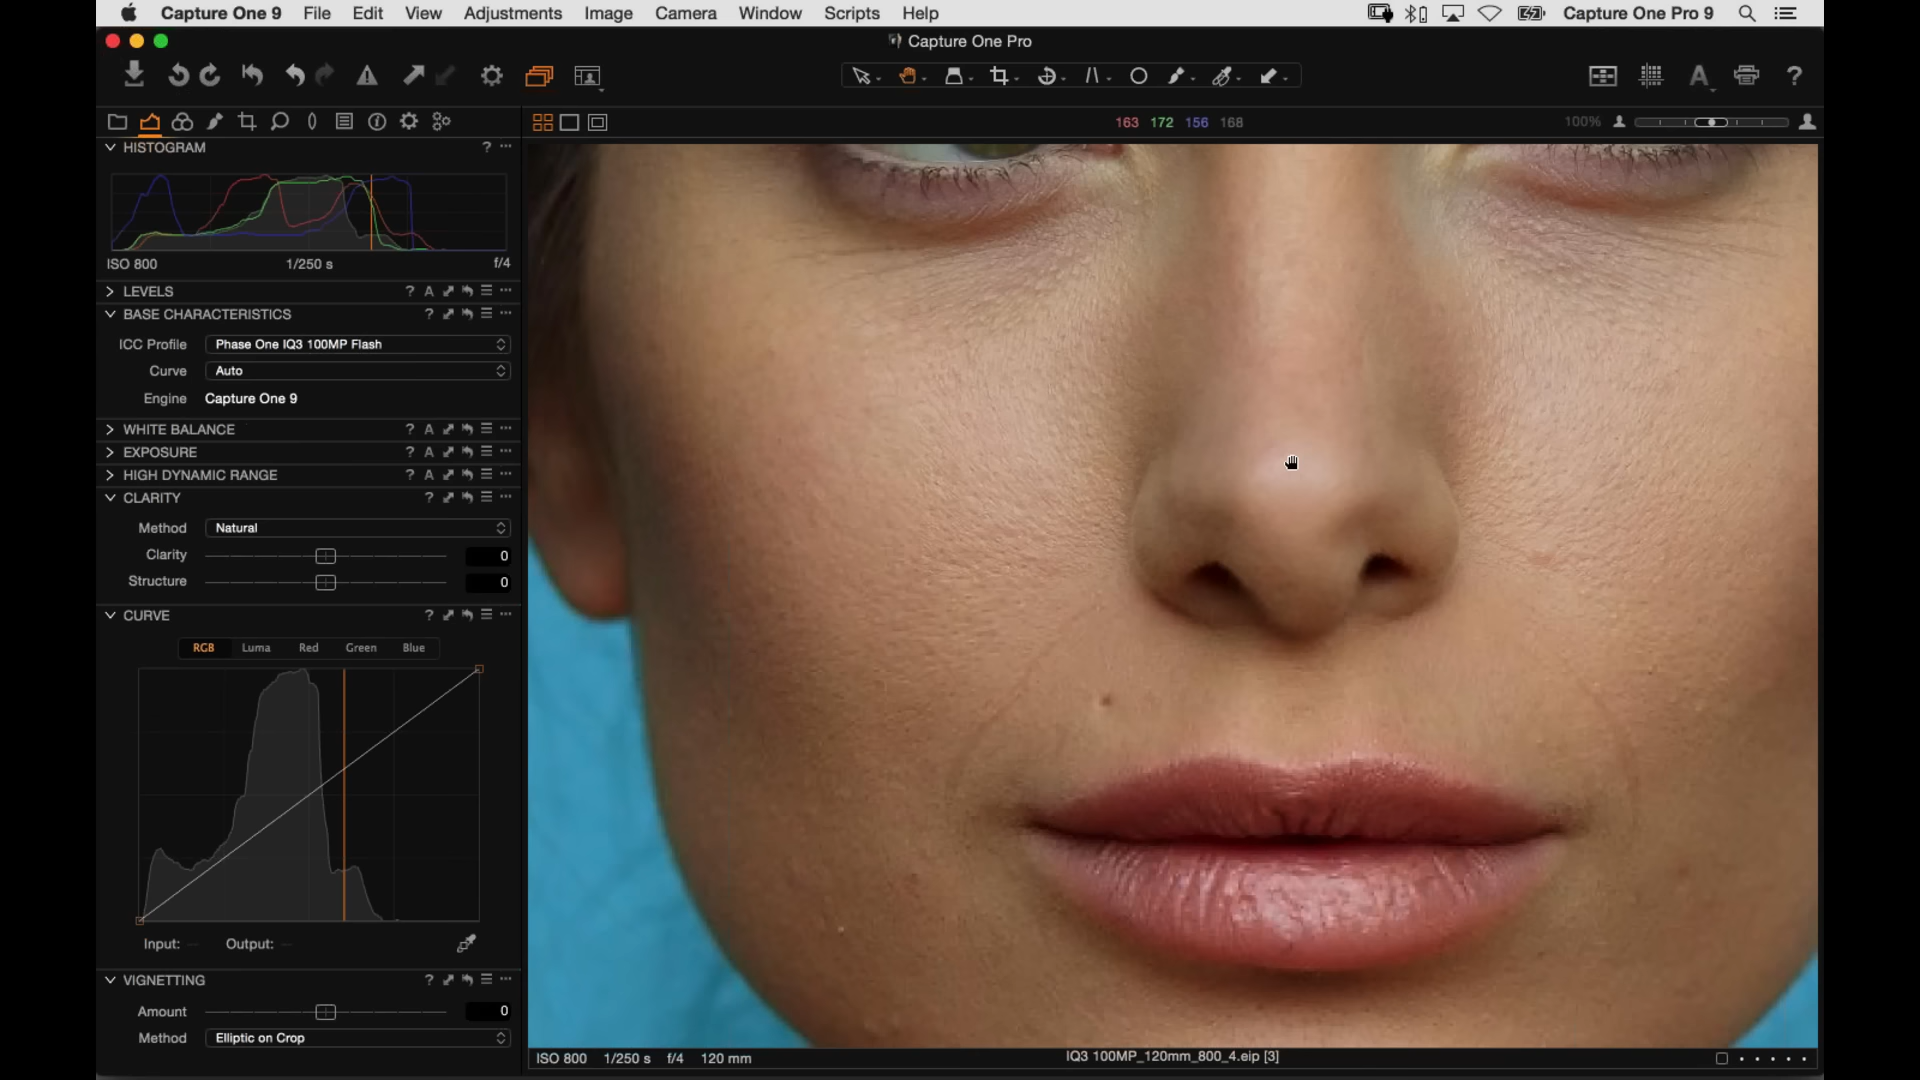 Capture One 9 File Edit View Adjustments Image Camera Window Scripts Help Capture One Pro 9
Capture One Pro
A ?
163 172 156 168 100%
HISTOGRAM ?
ISO 800 1/250 s f/4
LEVELS ? A
BASE CHARACTERISTICS ?
ICC Profile Phase One IQ3 100MP Flash
Curve Auto
Engine Capture One 9
WHITE BALANCE ? A
EXPOSURE ? A
HIGH DYNAMIC RANGE ? A
CLARITY ?
Method Natural
Clarity 0
Structure 0
CURVE ?
RGB Luma Red Green Blue
Input: -- Output: --
VIGNETTING ?
Amount 0
Method Elliptic on Crop
ISO 800 1/250 s f/4 120 mm IQ3 100MP_120mm_800_4.eip [3]